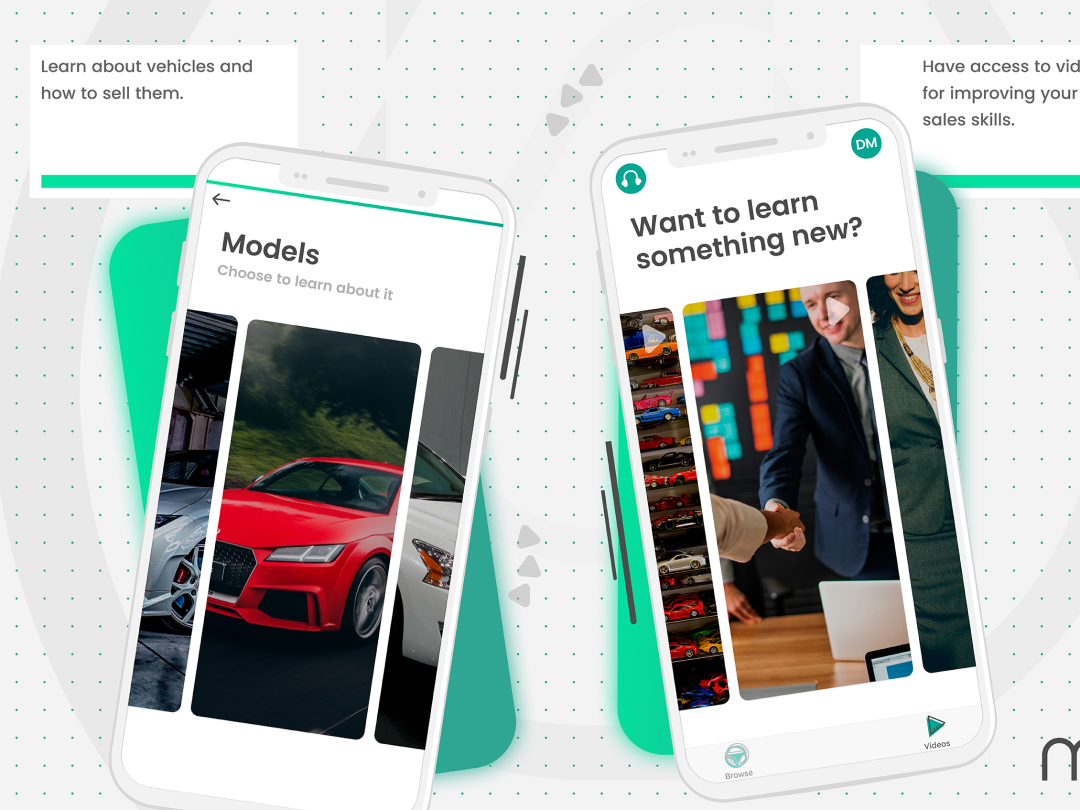 Learn about vehicles and
how to sell them.
Have access to vid
for improving your
sales skills.
Models
Choose to learn about it
DM
Want to learn
something new?
Browse
Videos